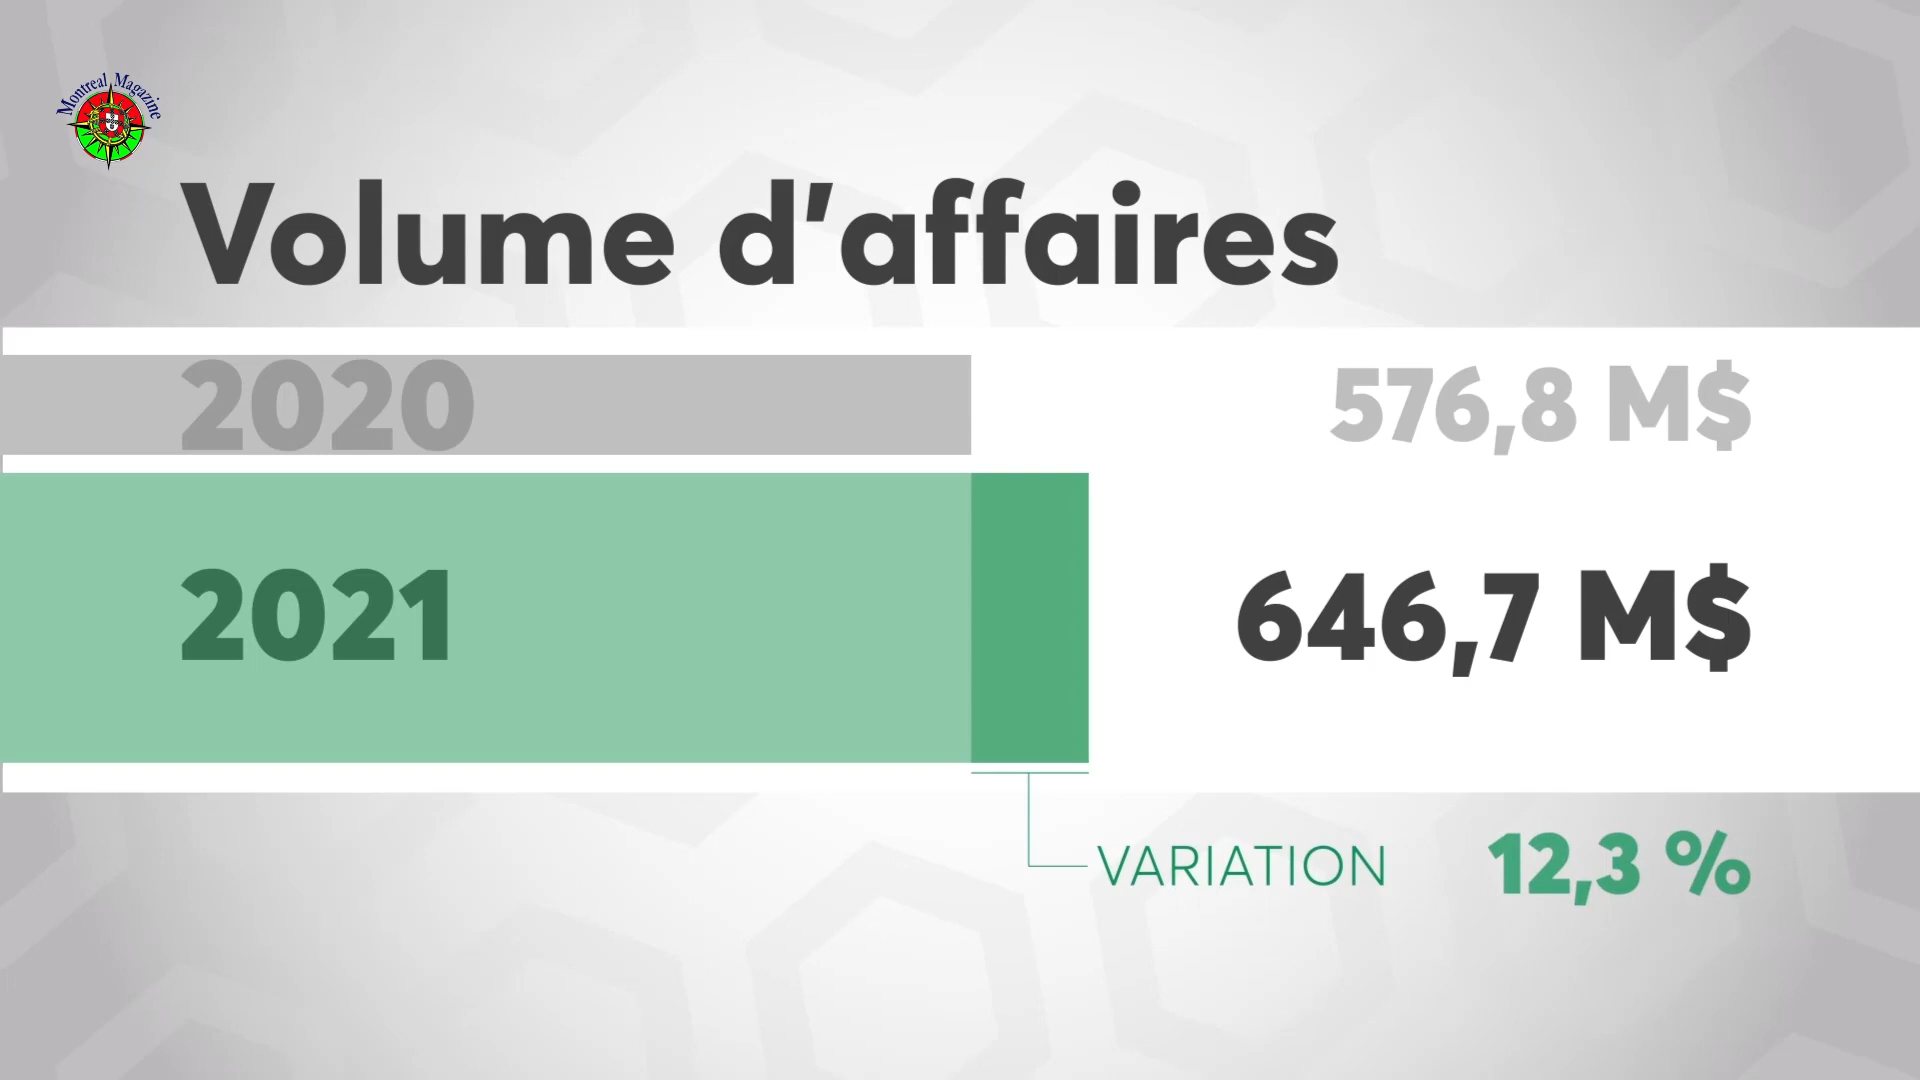 Montreal Magazine
Volume d'affaires
2020
576,8 M$
2021
646,7 M$
VARIATION 12,3 %